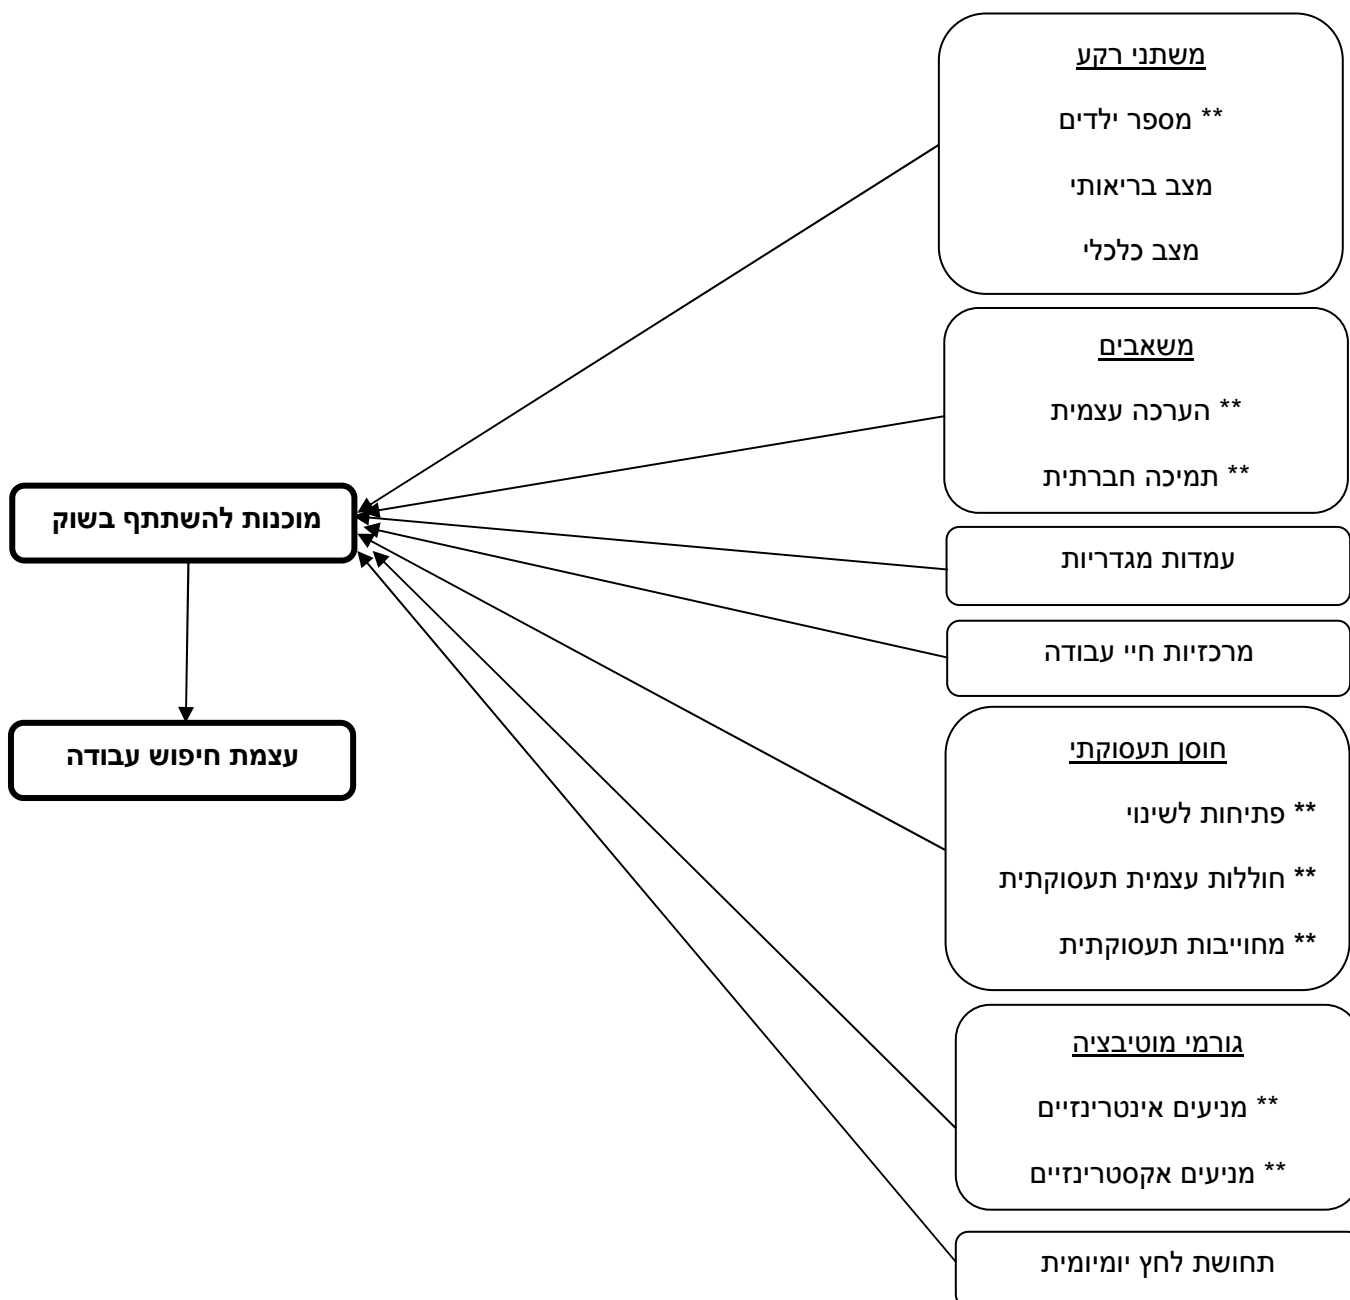 משתני רקע
** מספר ילדים
מצב בריאותי
מצב כלכלי
משאבים
** הערכה עצמית
** תמיכה חברתית
עמדות מגדריות
מרכזיות חיי עבודה
חוסן תעסוקתי
** פתיחות לשינוי
** חוללות עצמית תעסוקתית
** מחוייבות תעסוקתית
גורמי מוטיבציה
** מניעים אינטרינזיים
** מניעים אקסטרינזיים
תחושת לחץ יומיומית
מוכנות להשתתף בשוק
עצמת חיפוש עבודה